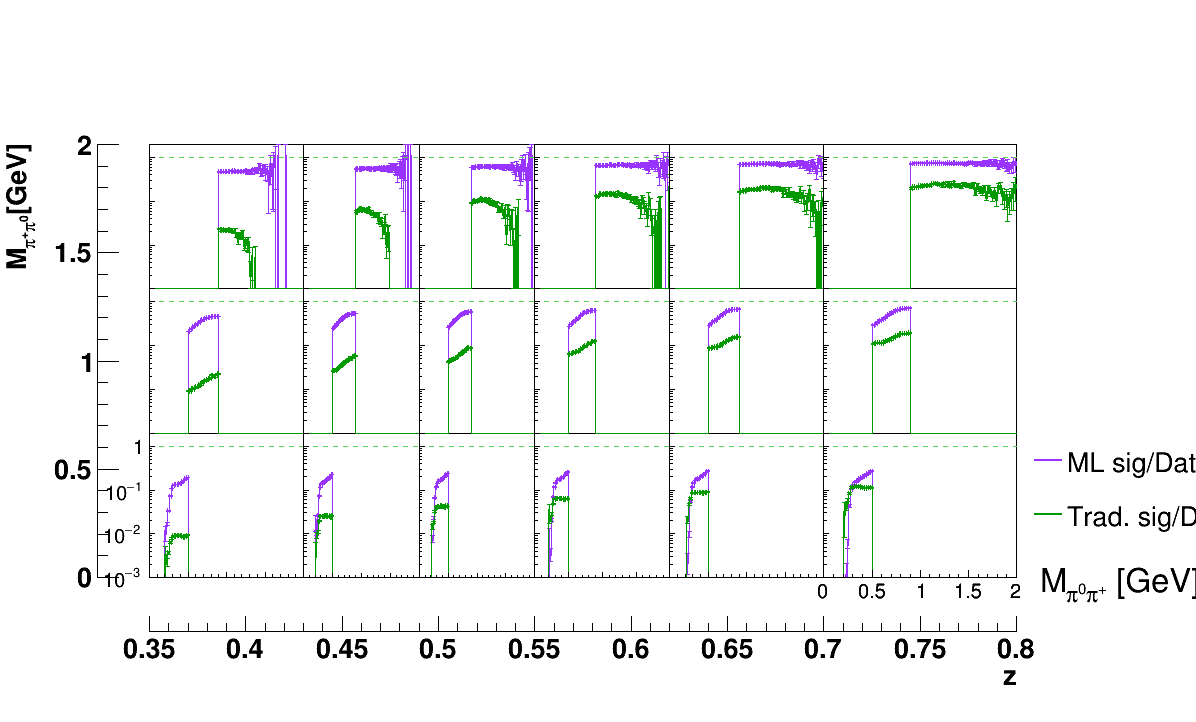 M_{π⁺π⁰}[GeV]
2
1.5
1
0.5
0
1
10⁻¹
10⁻²
10⁻³
0 0.5 1 1.5 2
M_{π⁰π⁺} [GeV]
ML sig/Dat
Trad. sig/D
0.35 0.4 0.45 0.5 0.55 0.6 0.65 0.7 0.75 0.8
z